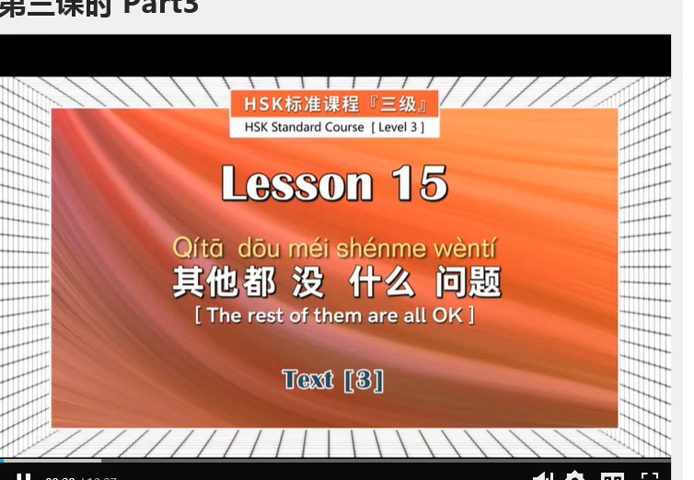 第三课时 Part3
HSK标准课程『三级』
HSK Standard Course [ Level 3 ]
Lesson 15
Qítā dōu méi shénme wèntí
其他都 没 什么 问题
[ The rest of them are all OK ]
Text [3]